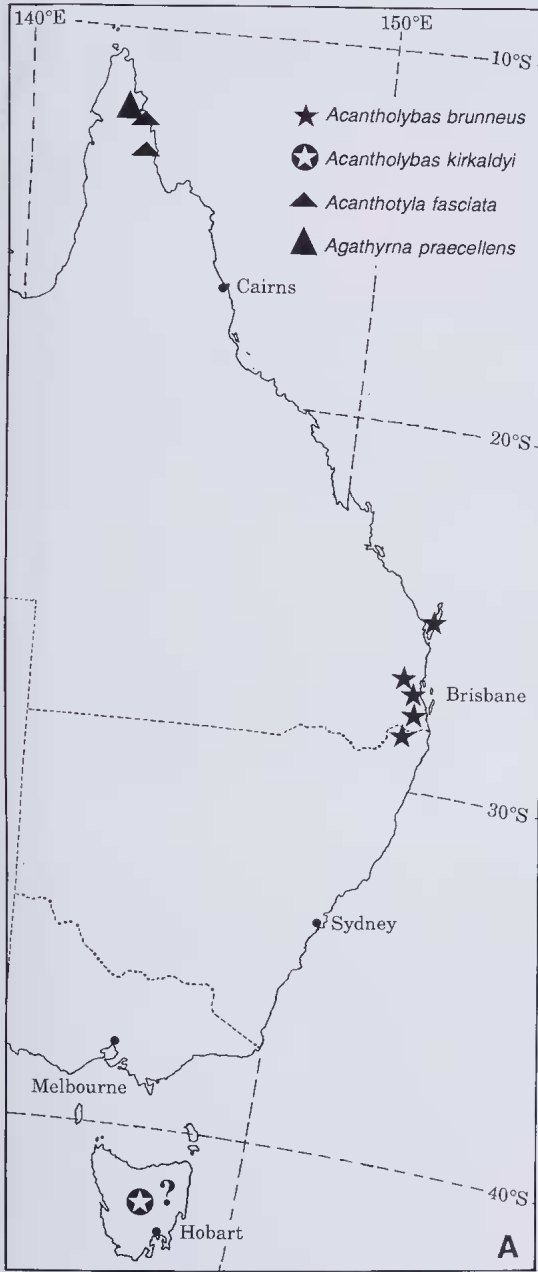 140°E
150°E
10°S
Acantholybas brunneus
Acantholybas kirkaldyi
Acanthotyla fasciata
Agathyrna praecellens
Cairns
20°S
Brisbane
30°S
Sydney
Melbourne
40°S
?
Hobart
A